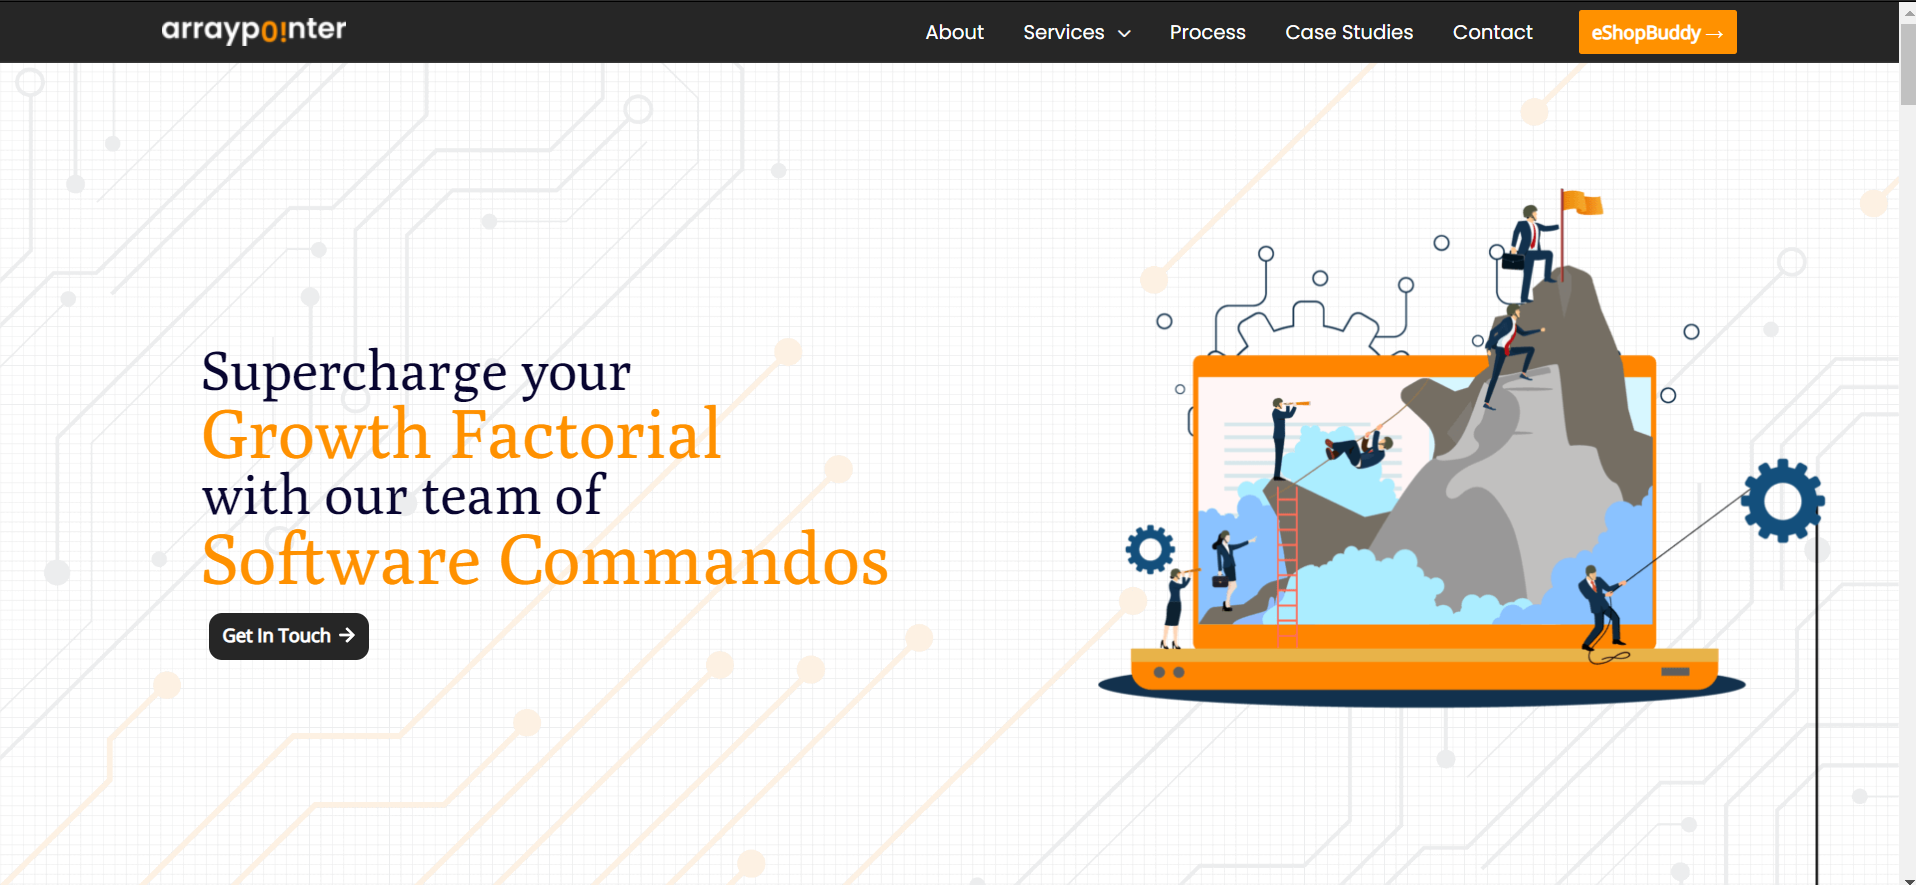 arrayp0!nter
About
Services
Process
Case Studies
Contact
eShopBuddy→
Supercharge your
Growth Factorial
with our team of
Software Commandos
Get In Touch →